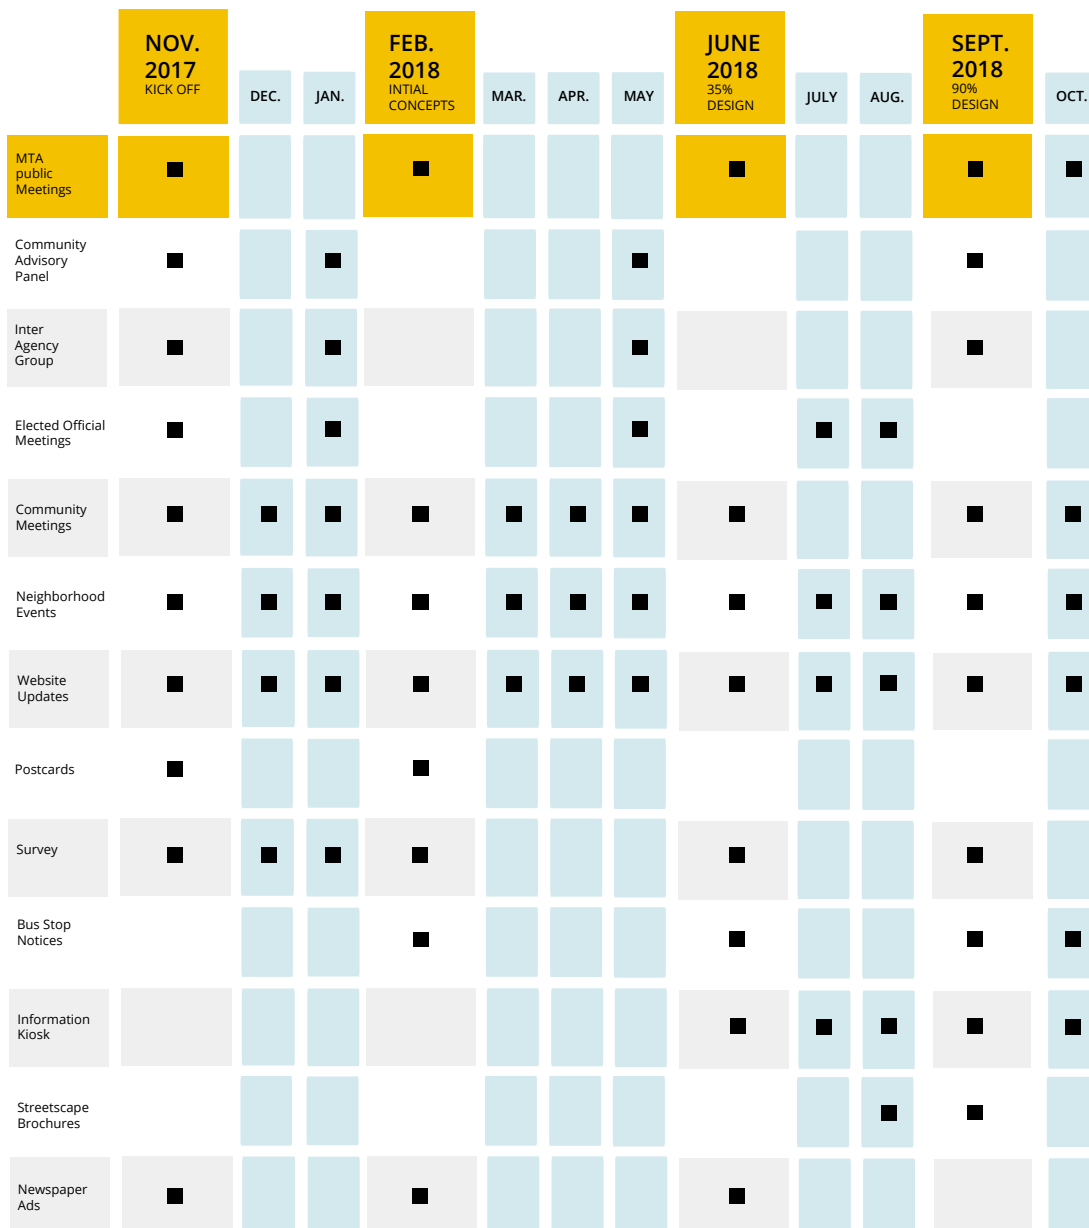 NOV.
2017
KICK OFF
DEC.
JAN.
FEB.
2018
INTIAL
CONCEPTS
MAR.
APR.
MAY
JUNE
2018
35%
DESIGN
JULY
AUG.
SEPT.
2018
90%
DESIGN
OCT.
MTA
public
Meetings
Community
Advisory
Panel
Inter
Agency
Group
Elected Official
Meetings
Community
Meetings
Neighborhood
Events
Website
Updates
Postcards
Survey
Bus Stop
Notices
Information
Kiosk
Streetscape
Brochures
Newspaper
Ads